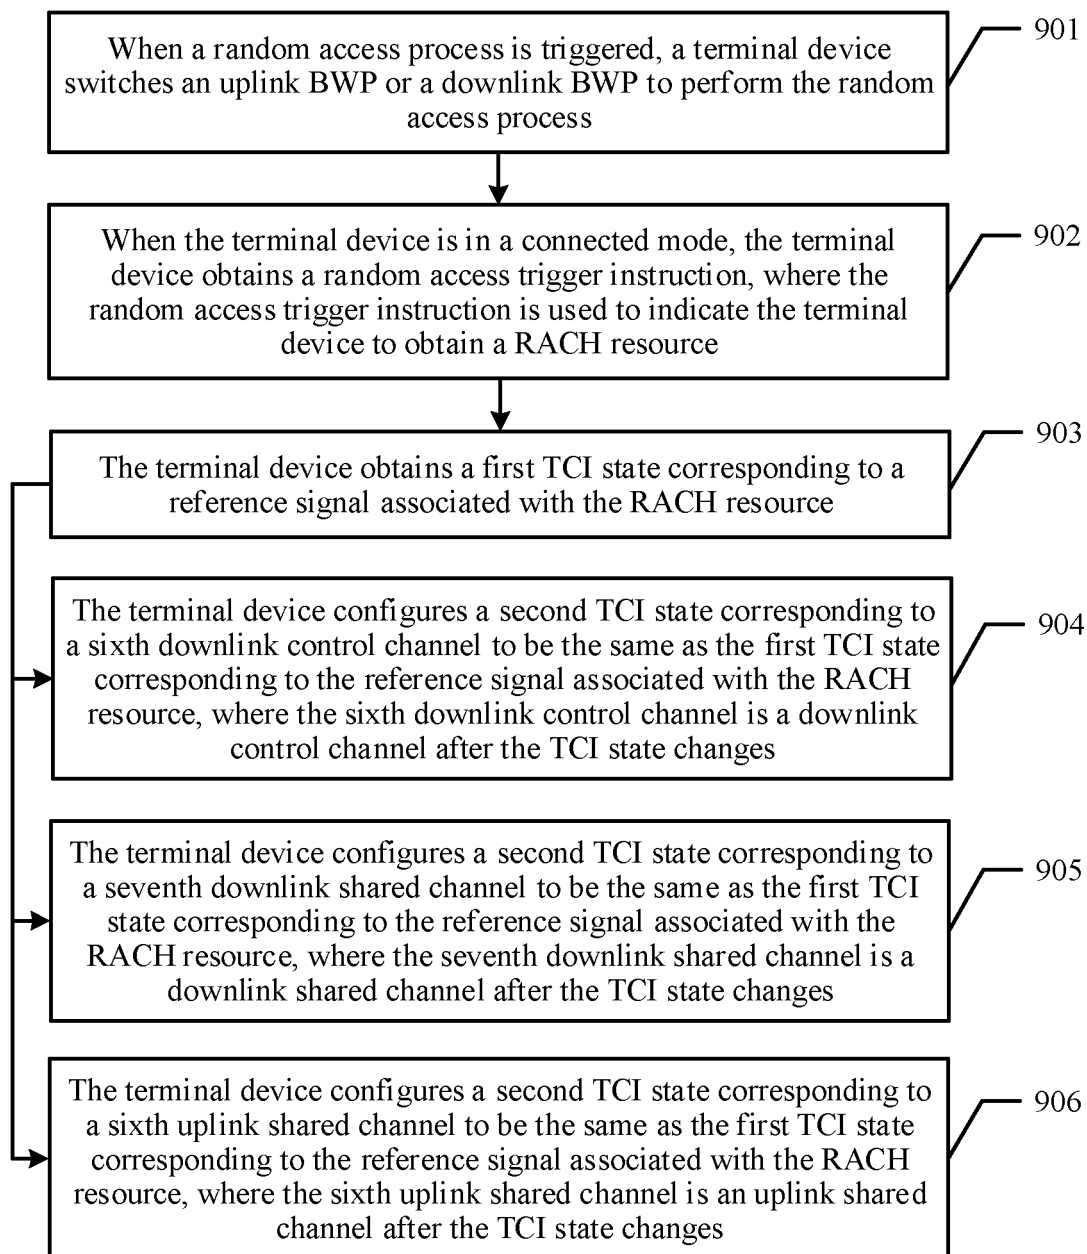 When a random access process is triggered, a terminal device
switches an uplink BWP or a downlink BWP to perform the random
access process
901
When the terminal device is in a connected mode, the terminal
device obtains a random access trigger instruction, where the
random access trigger instruction is used to indicate the terminal
device to obtain a RACH resource
902
The terminal device obtains a first TCI state corresponding to a
reference signal associated with the RACH resource
903
The terminal device configures a second TCI state corresponding to
a sixth downlink control channel to be the same as the first TCI state
corresponding to the reference signal associated with the RACH
resource, where the sixth downlink control channel is a downlink
control channel after the TCI state changes
904
The terminal device configures a second TCI state corresponding to
a seventh downlink shared channel to be the same as the first TCI
state corresponding to the reference signal associated with the
RACH resource, where the seventh downlink shared channel is a
downlink shared channel after the TCI state changes
905
The terminal device configures a second TCI state corresponding to
a sixth uplink shared channel to be the same as the first TCI state
corresponding to the reference signal associated with the RACH
resource, where the sixth uplink shared channel is an uplink shared
channel after the TCI state changes
906